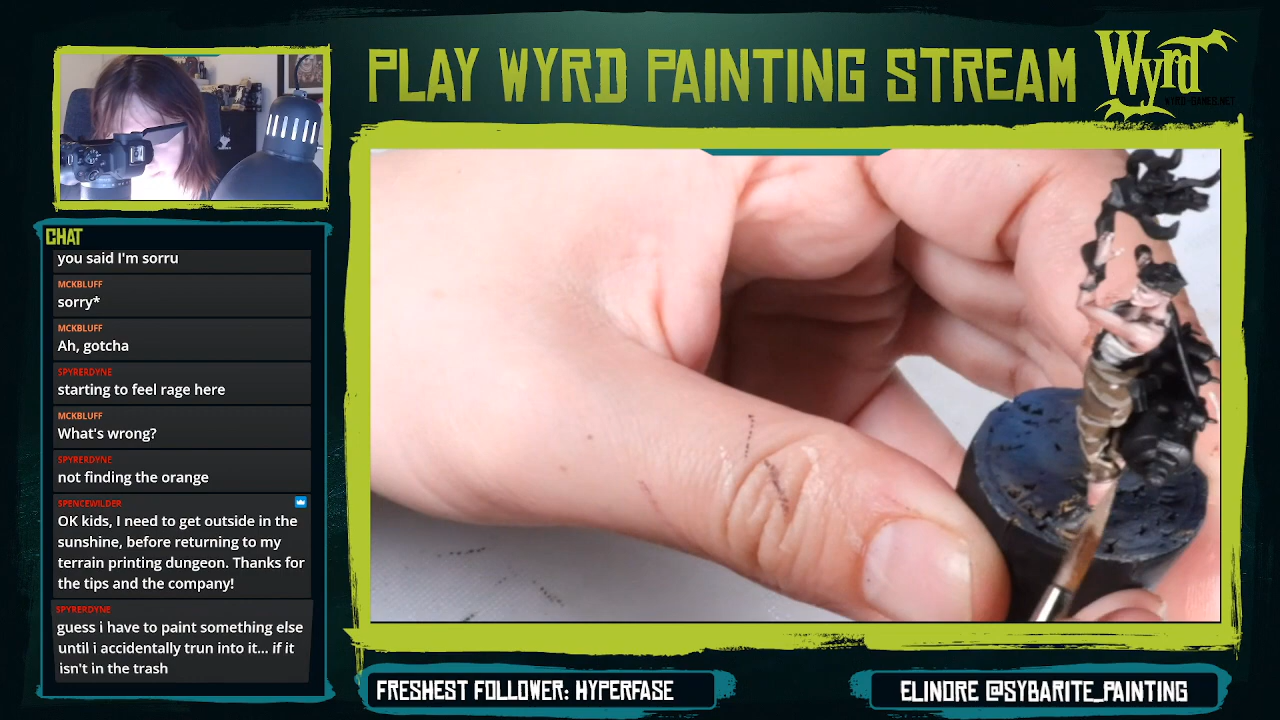 PLAY WYRD PAINTING STREAM
Wyrd
WYRD-GAMES.NET
CHAT
you said I'm sorru
MCKBLUFF
sorry*
MCKBLUFF
Ah, gotcha
SPYRERDYNE
starting to feel rage here
MCKBLUFF
What's wrong?
SPYRERDYNE
not finding the orange
SPENCEWILDER
OK kids, I need to get outside in the
sunshine, before returning to my
terrain printing dungeon. Thanks for
the tips and the company!
SPYRERDYNE
guess i have to paint something else
until i accidentally trun into it... if it
isn't in the trash
FRESHEST FOLLOWER: HYPERFASE
ELINORE @SYBARITE_PAINTING